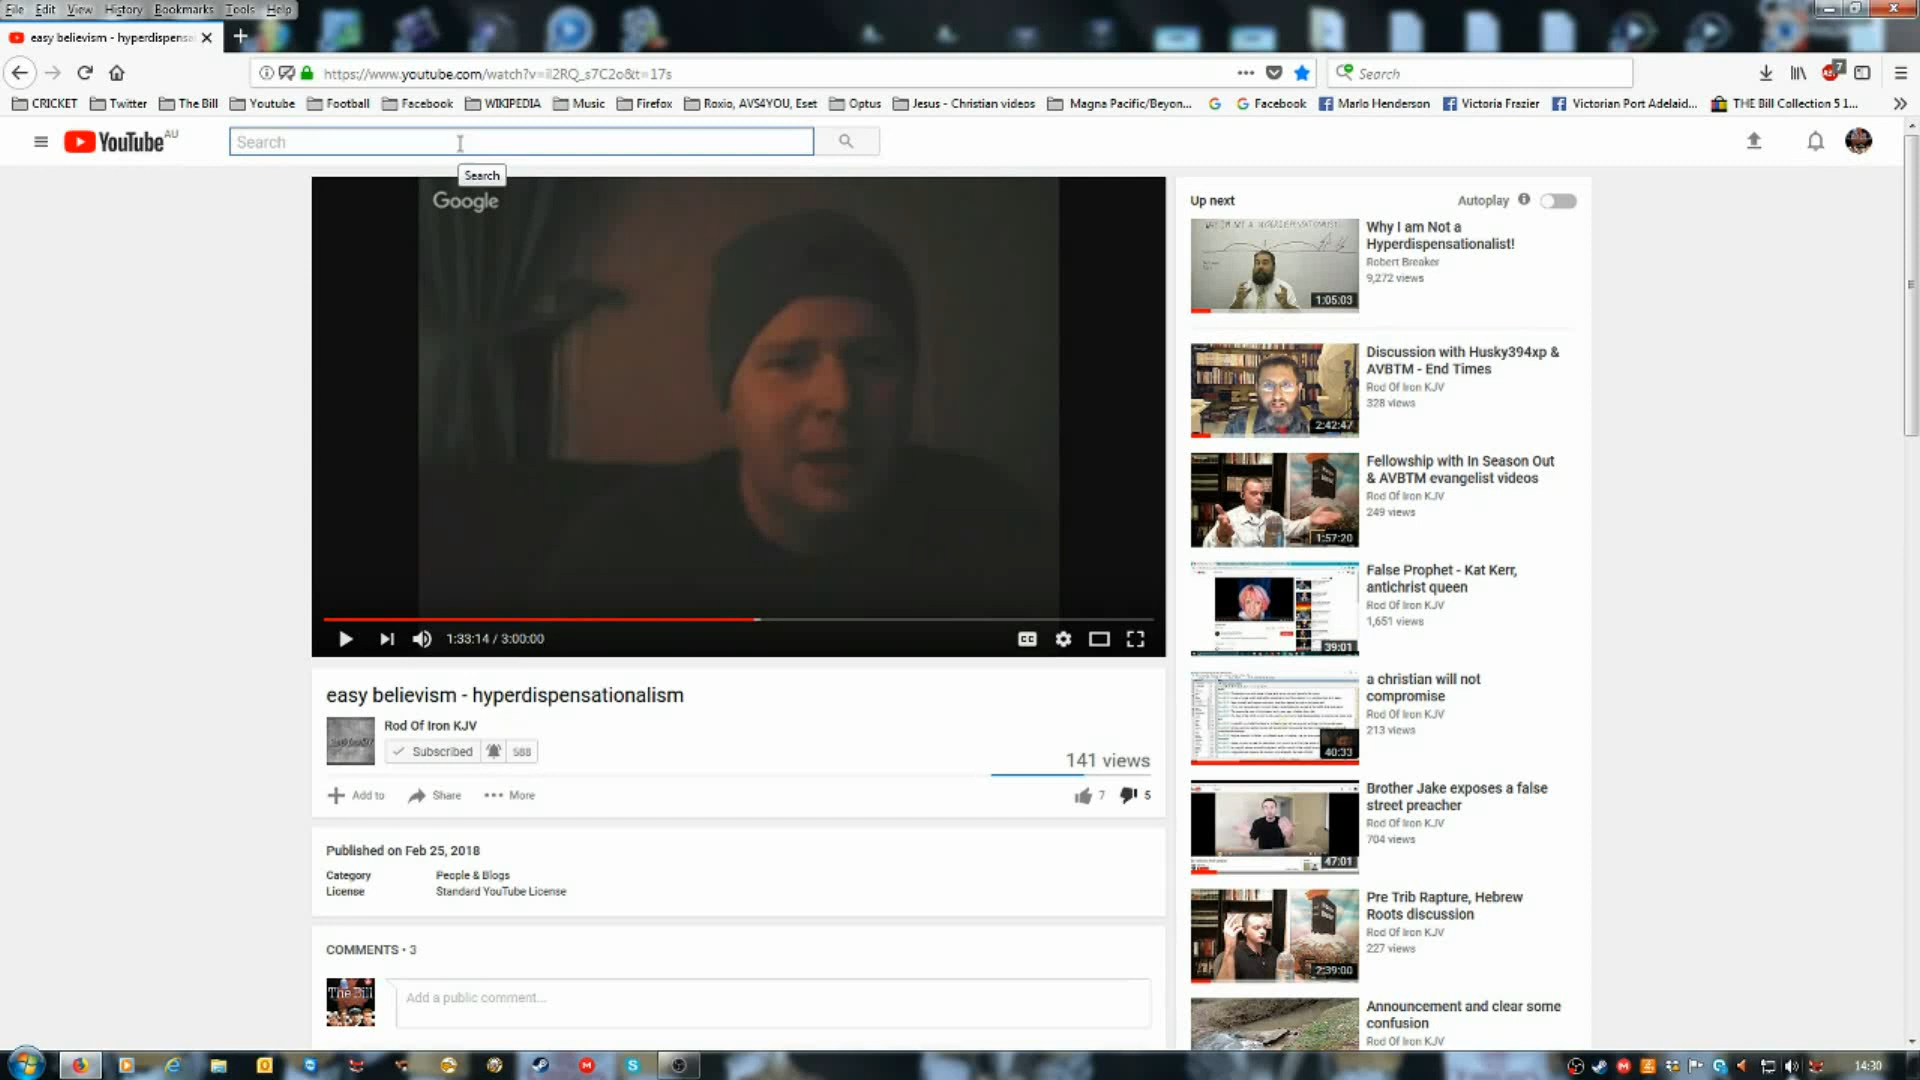 File Edit View History Bookmarks Tools Help
easy believism - hyperdispensa
https://www.youtube.com/watch?v=iI2RQ_s7C2o&t=17s
Search
CRICKET Twitter The Bill Youtube Football Facebook WIKIPEDIA Music Firefox Roxio, AVS4YOU, Eset Optus Jesus - Christian videos Magna Pacific/Beyon... Facebook Marlo Henderson Victoria Frazier Victorian Port Adelaid... THE Bill Collection 5 1...
YouTube AU
Search
Search
Google
1:33:14 / 3:00:00
easy believism - hyperdispensationalism
Rod Of Iron KJV
Subscribed 588
141 views
Add to Share More 7 5
Published on Feb 25, 2018
Category People & Blogs
License Standard YouTube License
COMMENTS • 3
The Bill
Add a public comment...
Up next Autoplay
Why I am Not a
Hyperdispensationalist!
Robert Breaker
9,272 views
1:05:03
Discussion with Husky394xp &
AVBTM - End Times
Rod Of Iron KJV
328 views
2:42:47
Fellowship with In Season Out
& AVBTM evangelist videos
Rod Of Iron KJV
249 views
1:57:20
False Prophet - Kat Kerr,
antichrist queen
Rod Of Iron KJV
1,651 views
39:01
a christian will not
compromise
Rod Of Iron KJV
213 views
40:33
Brother Jake exposes a false
street preacher
Rod Of Iron KJV
704 views
47:01
Pre Trib Rapture, Hebrew
Roots discussion
Rod Of Iron KJV
227 views
2:39:00
Announcement and clear some
confusion
Rod Of Iron KJV
14:30